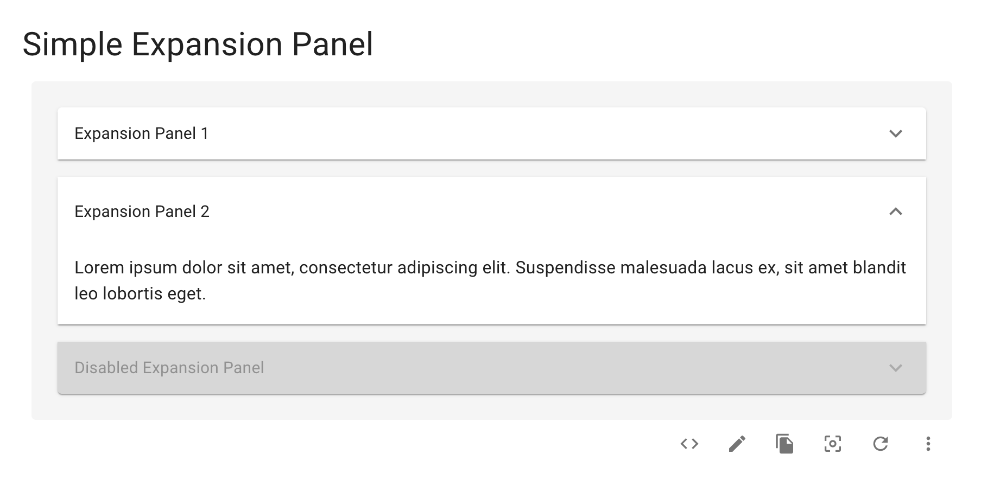 Simple Expansion Panel
Expansion Panel 1
Expansion Panel 2
Lorem ipsum dolor sit amet, consectetur adipiscing elit. Suspendisse malesuada lacus ex, sit amet blandit
leo lobortis eget.
Disabled Expansion Panel